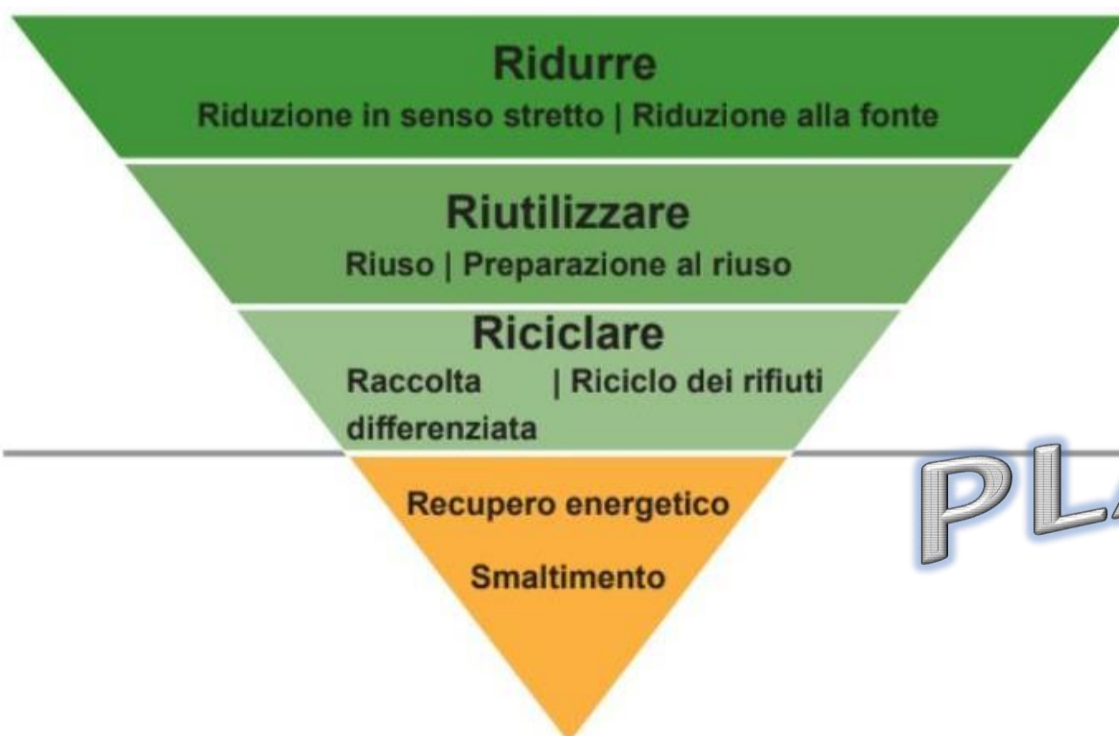 Ridurre
Riduzione in senso stretto | Riduzione alla fonte
Riutilizzare
Riuso | Preparazione al riuso
Riciclare
Raccolta | Riciclo dei rifiuti
differenziata
Recupero energetico
Smaltimento